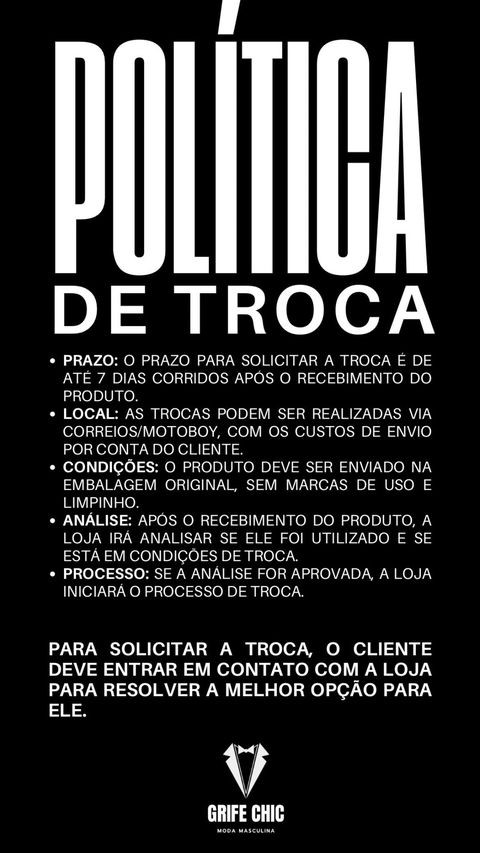 POLÍTICA
DE TROCA
• PRAZO: O PRAZO PARA SOLICITAR A TROCA É DE
ATÉ 7 DIAS CORRIDOS APÓS O RECEBIMENTO DO
PRODUTO.
• LOCAL: AS TROCAS PODEM SER REALIZADAS VIA
CORREIOS/MOTOBOY, COM OS CUSTOS DE ENVIO
POR CONTA DO CLIENTE.
• CONDIÇÕES: O PRODUTO DEVE SER ENVIADO NA
EMBALAGEM ORIGINAL, SEM MARCAS DE USO E
LIMPINHO.
• ANÁLISE: APÓS O RECEBIMENTO DO PRODUTO, A
LOJA IRÁ ANALISAR SE ELE FOI UTILIZADO E SE
ESTÁ EM CONDIÇÕES DE TROCA.
• PROCESSO: SE A ANÁLISE FOR APROVADA, A LOJA
INICIARÁ O PROCESSO DE TROCA.
PARA SOLICITAR A TROCA, O CLIENTE
DEVE ENTRAR EM CONTATO COM A LOJA
PARA RESOLVER A MELHOR OPÇÃO PARA
ELE.
GRIFE CHIC
MODA MASCULINA